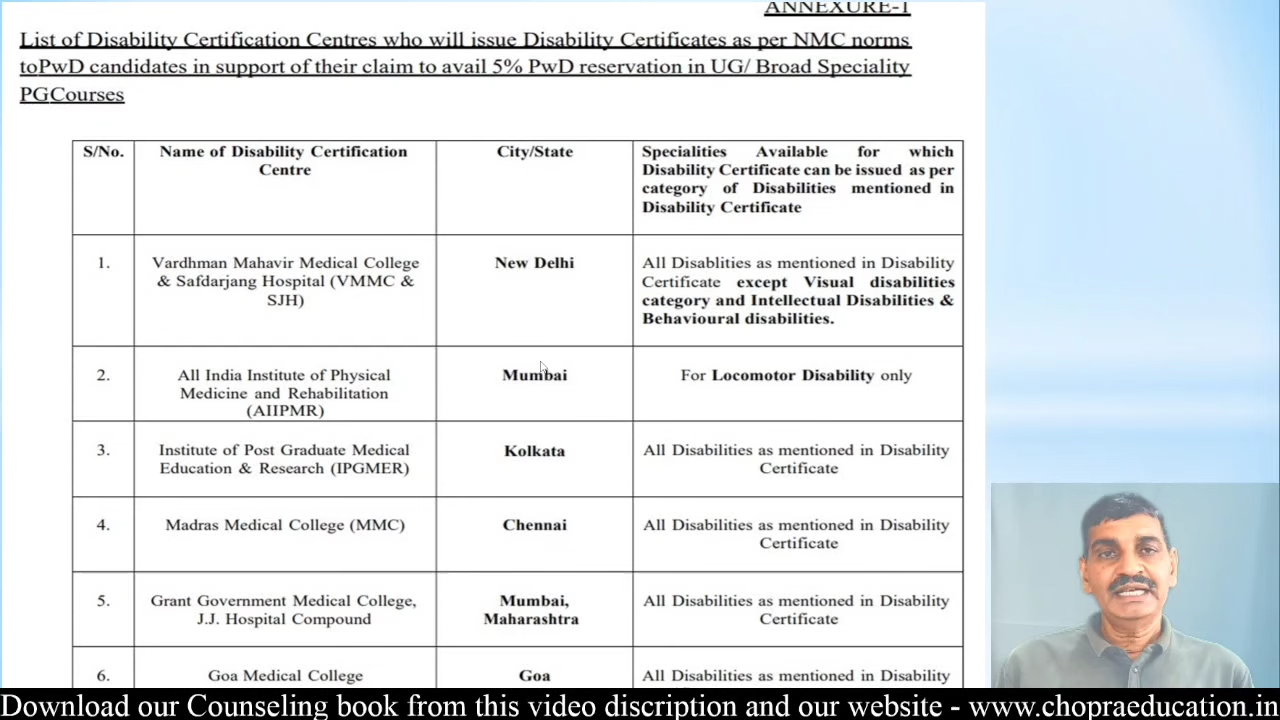 ANNEXURE-I
List of Disability Certification Centres who will issue Disability Certificates as per NMC norms
toPwD candidates in support of their claim to avail 5% PwD reservation in UG/ Broad Speciality
PGCourses
S/No.
Name of Disability Certification
Centre
City/State
Specialities Available for which
Disability Certificate can be issued as per
category of Disabilities mentioned in
Disability Certificate
1.
Vardhman Mahavir Medical College
& Safdarjang Hospital (VMMC &
SJH)
New Delhi
All Disablities as mentioned in Disability
Certificate except Visual disabilities
category and Intellectual Disabilities &
Behavioural disabilities.
2.
All India Institute of Physical
Medicine and Rehabilitation
(AIIPMR)
Mumbai
For Locomotor Disability only
3.
Institute of Post Graduate Medical
Education & Research (IPGMER)
Kolkata
All Disabilities as mentioned in Disability
Certificate
4.
Madras Medical College (MMC)
Chennai
All Disabilities as mentioned in Disability
Certificate
5.
Grant Government Medical College,
J.J. Hospital Compound
Mumbai,
Maharashtra
All Disabilities as mentioned in Disability
Certificate
6.
Goa Medical College
Goa
All Disabilities as mentioned in Disability
Download our Counseling book from this video discription and our website - www.chopraeducation.in